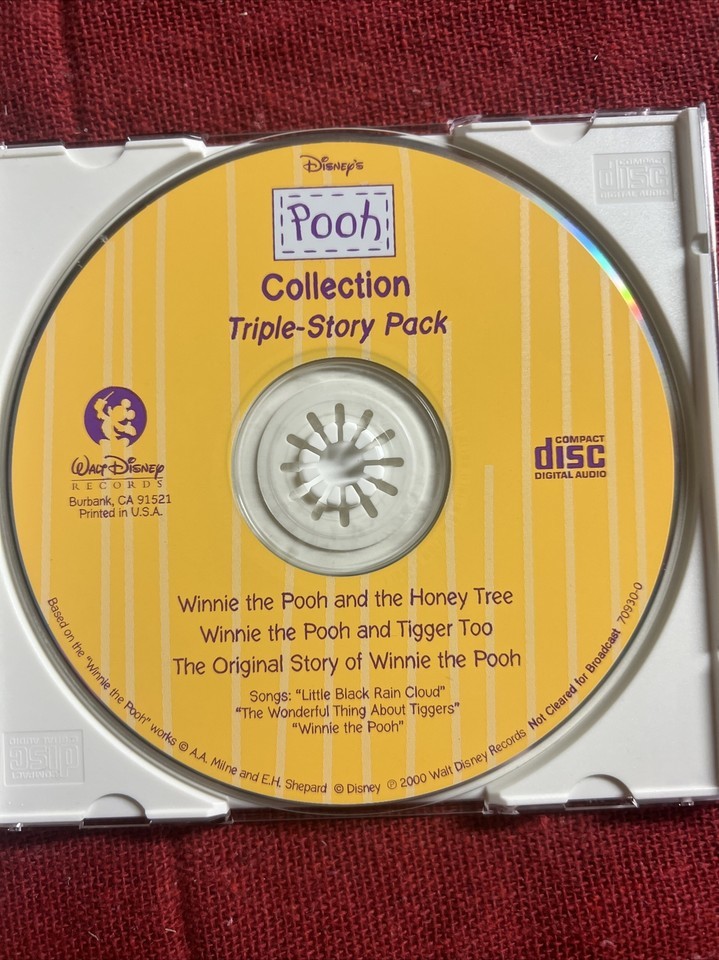 Disney's
Pooh
Collection
Triple-Story Pack
Walt Disney
RECORDS
Burbank, CA 91521
Printed in U.S.A.
COMPACT
disc
DIGITAL AUDIO
Winnie the Pooh and the Honey Tree
Winnie the Pooh and Tigger Too
The Original Story of Winnie the Pooh
Songs: "Little Black Rain Cloud"
"The Wonderful Thing About Tiggers"
"Winnie the Pooh"
Based on the "Winnie the Pooh" works © A.A. Milne and E.H. Shepard © Disney ℗ 2000 Walt Disney Records Not Cleared for Broadcast 70930-0
COMPACT
disc
DIGITAL AUDIO
COMPACT
disc
DIGITAL AUDIO